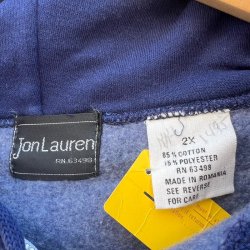 Jon Lauren
RN. 63498
2X
85% COTTON
15% POLYESTER
RN 63498
MADE IN ROMANIA
SEE REVERSE
FOR CARE